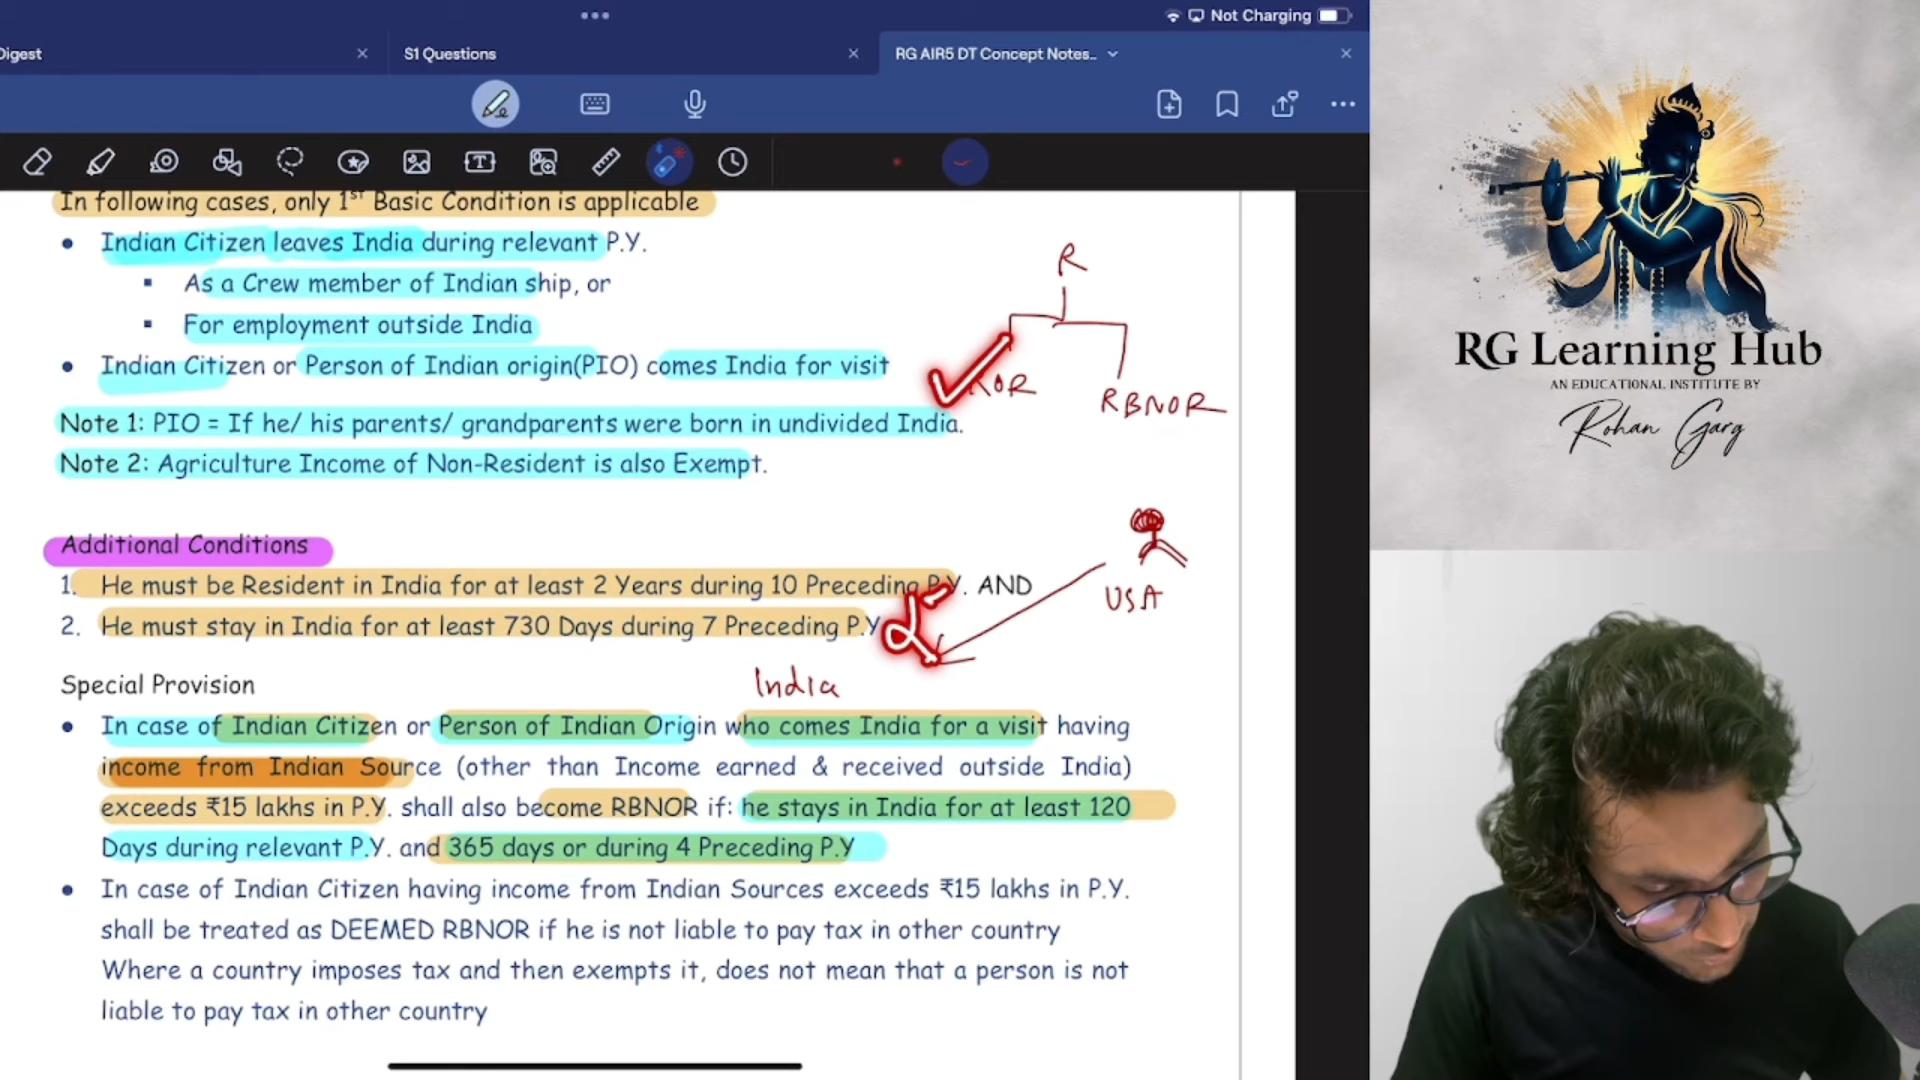 Not Charging
Digest
S1 Questions
RG AIR5 DT Concept Notes..
In following cases, only 1st Basic Condition is applicable
• Indian Citizen leaves India during relevant P.Y.
▪ As a Crew member of Indian ship, or
▪ For employment outside India
• Indian Citizen or Person of Indian origin(PIO) comes India for visit
Note 1: PIO = If he/ his parents/ grandparents were born in undivided India.
Note 2: Agriculture Income of Non-Resident is also Exempt.
R
ROR
RBNOR
Additional Conditions
1. He must be Resident in India for at least 2 Years during 10 Preceding P.Y. AND
2. He must stay in India for at least 730 Days during 7 Preceding P.Y
USA
India
Special Provision
• In case of Indian Citizen or Person of Indian Origin who comes India for a visit having
income from Indian Source (other than Income earned & received outside India)
exceeds ₹15 lakhs in P.Y. shall also become RBNOR if: he stays in India for at least 120
Days during relevant P.Y. and 365 days or during 4 Preceding P.Y
• In case of Indian Citizen having income from Indian Sources exceeds ₹15 lakhs in P.Y.
shall be treated as DEEMED RBNOR if he is not liable to pay tax in other country
Where a country imposes tax and then exempts it, does not mean that a person is not
liable to pay tax in other country
RG Learning Hub
AN EDUCATIONAL INSTITUTE BY
Rohan Garg